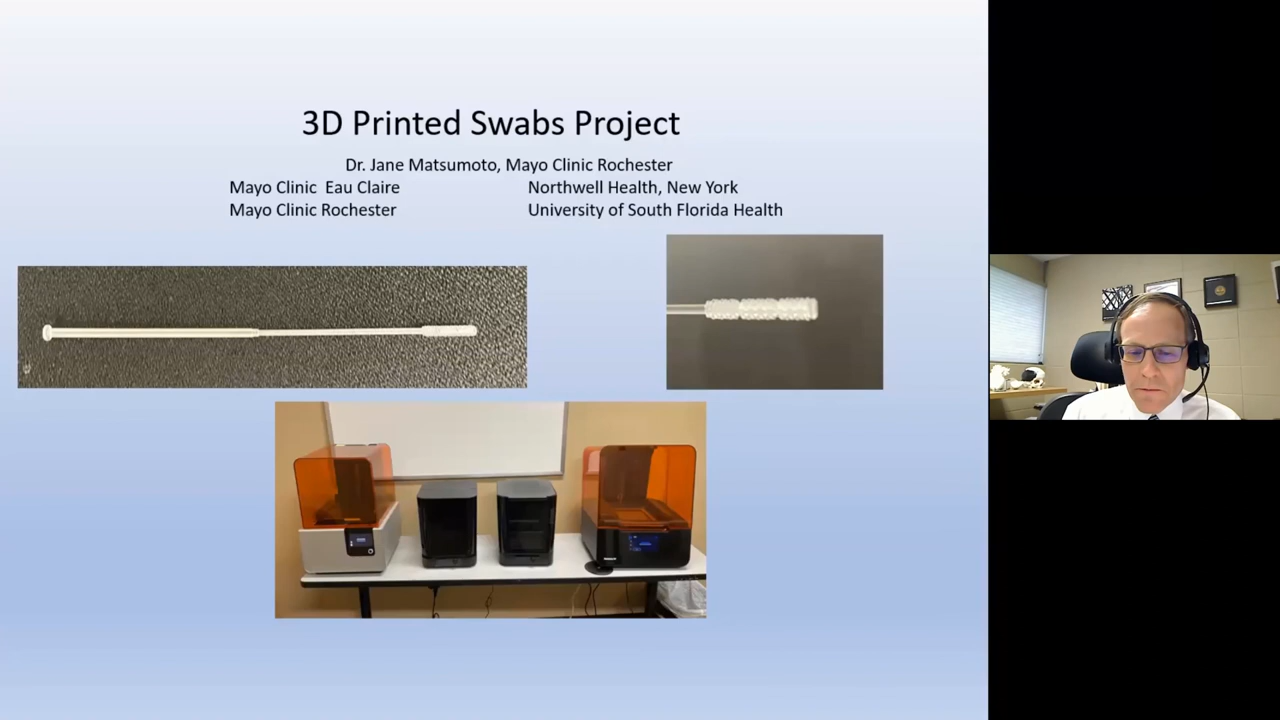 3D Printed Swabs Project
Dr. Jane Matsumoto, Mayo Clinic Rochester
Mayo Clinic Eau Claire
Northwell Health, New York
Mayo Clinic Rochester
University of South Florida Health